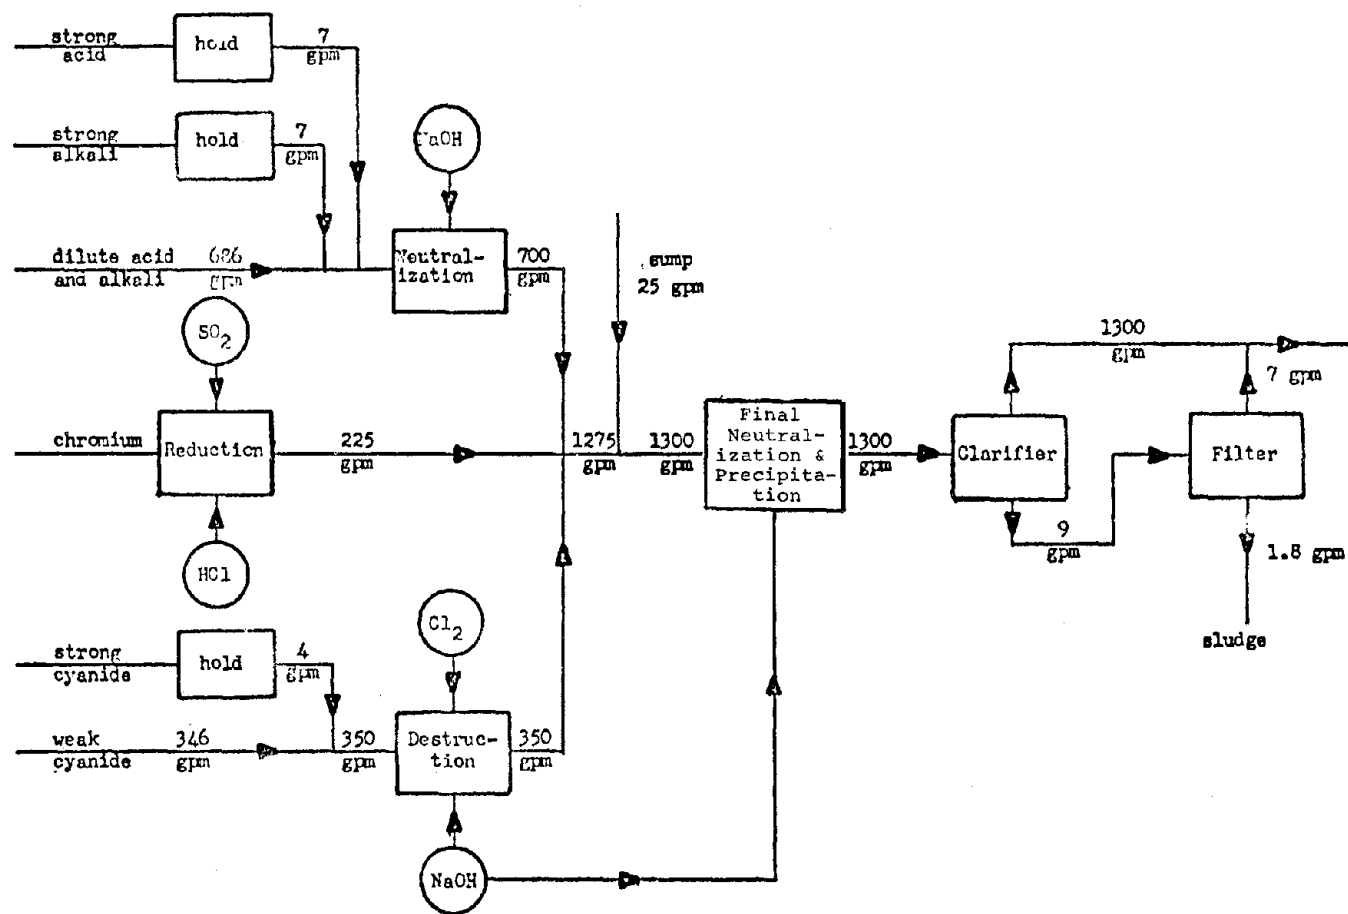 strong
acid
hold
7
gpm
strong
alkali
hold
7
gpm
NaOH
dilute acid
and alkali
686
gpm
Neutral-
ization
700
gpm
sump
25 gpm
SO2
chromium
Reduction
225
gpm
HCl
1275
gpm
1300
gpm
Final
Neutral-
ization &
Precipita-
tion
1300
gpm
Clarifier
1300
gpm
7 gpm
Filter
9
gpm
1.8 gpm
sludge
strong
cyanide
hold
4
gpm
Cl2
weak
cyanide
346
gpm
350
gpm
Destruc-
tion
350
gpm
NaOH